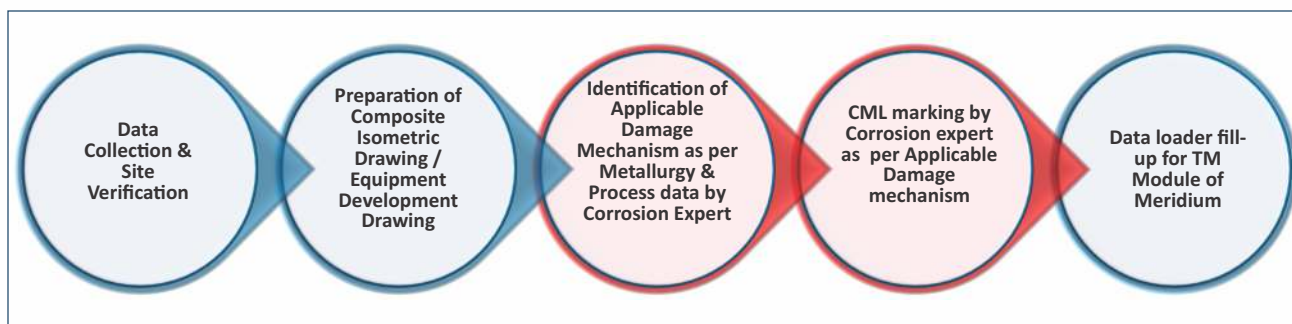 Data
Collection &
Site
Verification
Preparation of
Composite
Isometric
Drawing /
Equipment
Development
Drawing
Identification of
Applicable
Damage
Mechanism as per
Metallurgy &
Process data by
Corrosion Expert
CML marking by
Corrosion expert
as per Applicable
Damage
mechanism
Data loader fill-
up for TM
Module of
Meridium